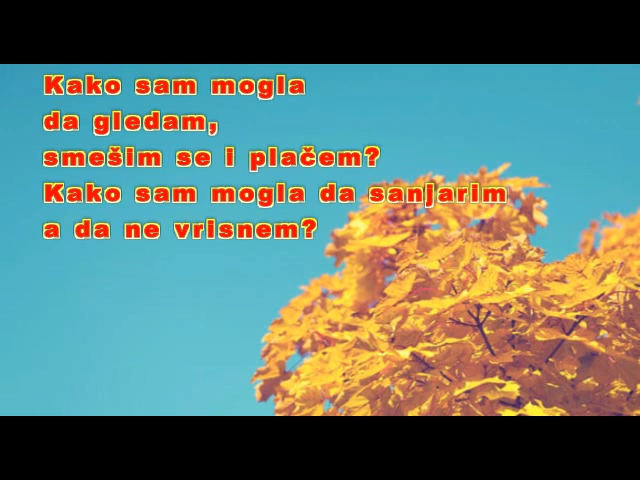 Kako sam mogla
da gledam,
smešim se i plačem?
Kako sam mogla da sanjarim
a da ne vrisnem?